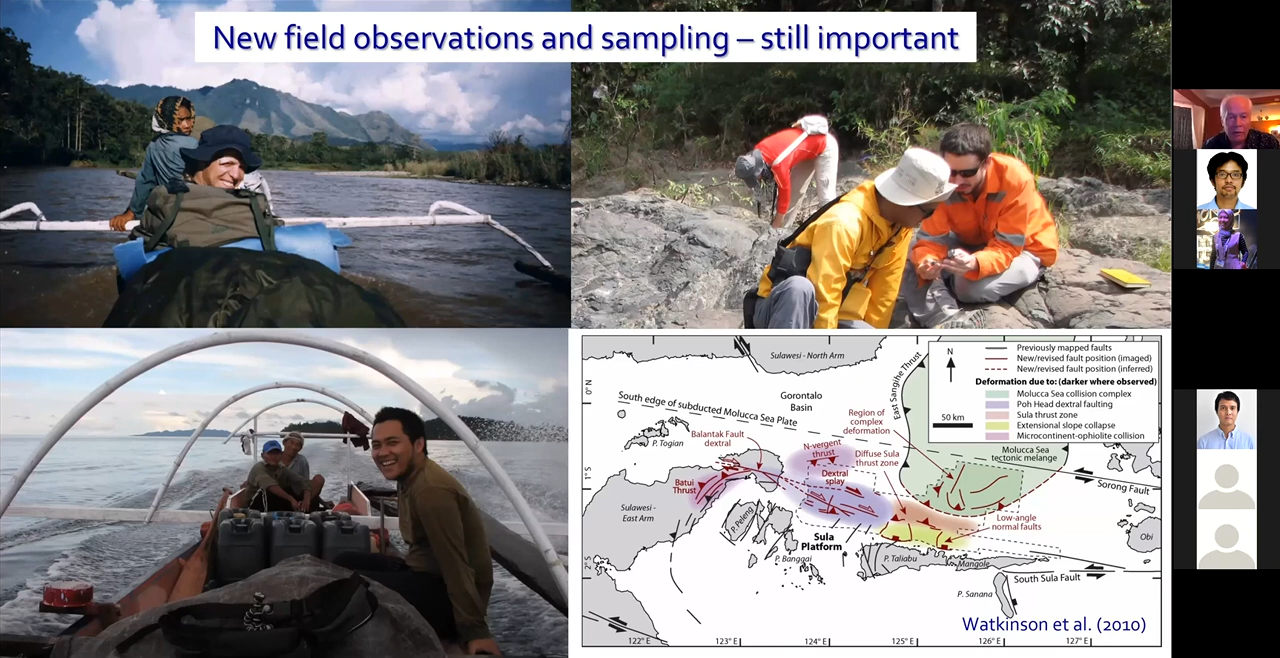 New field observations and sampling – still important
Sulawesi - North Arm
0° N
South edge of subducted Molucca Sea Plate
Gorontalo
Basin
East Sangihe Thrust
N
50 km
Previously mapped faults
New/revised fault position (imaged)
New/revised fault position (inferred)
Deformation due to: (darker where observed)
Molucca Sea collision complex
Poh Head dextral faulting
Sula thrust zone
Extensional slope collapse
Microcontinent-ophiolite collision
P. Togian
Balantak Fault
dextral
Region of
complex
deformation
N-vergent
thrust
Diffuse Sula
thrust zone
Dextral
splay
Molucca Sea
tectonic melange
1°S
Batui
Thrust
Sorong Fault
Sulawesi -
East Arm
P. Peleng
Sula
Platform
Low-angle
normal faults
Obi
P. Banggai
P. Taliabu
Mangole
South Sula Fault
P. Sanana
Watkinson et al. (2010)
122° E
123° E
124° E
125° E
126° E
127° E